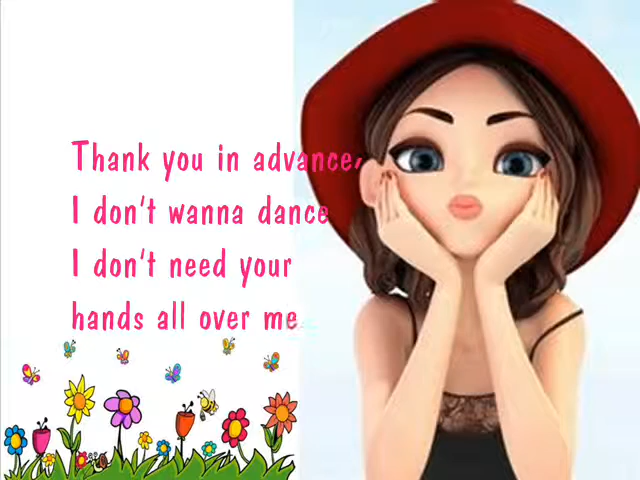 Thank you in advance,
I don't wanna dance
I don't need your
hands all over me